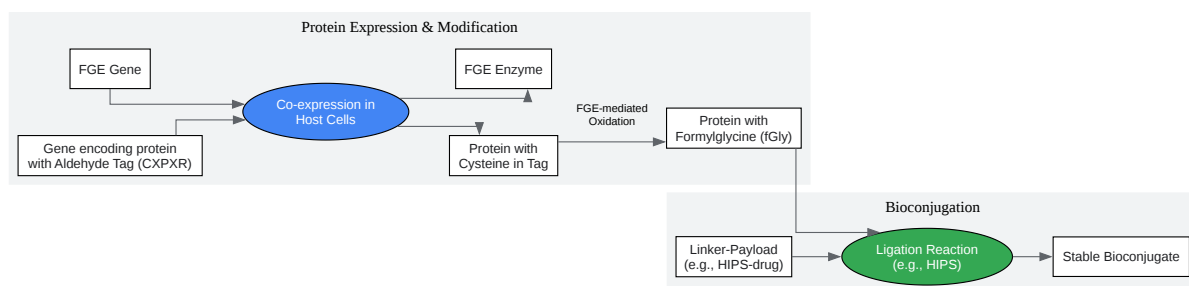 Protein Expression & Modification
FGE Gene
FGE Enzyme
Co-expression in
Host Cells
FGE-mediated
Oxidation
Protein with
Formylglycine (fGly)
Gene encoding protein
with Aldehyde Tag (CXPXR)
Protein with
Cysteine in Tag
Bioconjugation
Linker-Payload
(e.g., HIPS-drug)
Ligation Reaction
(e.g., HIPS)
Stable Bioconjugate